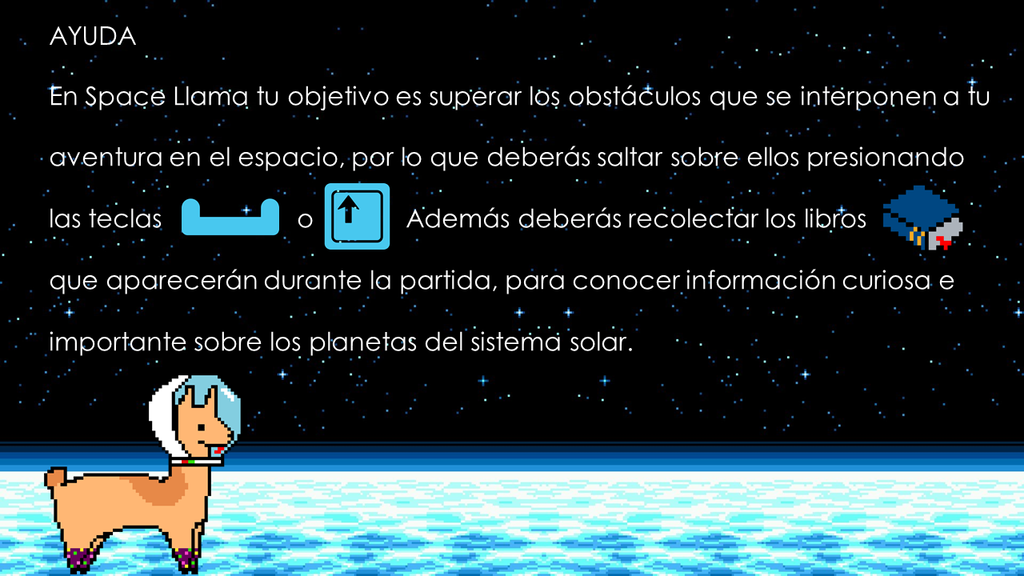 AYUDA
En Space Llama tu objetivo es superar los obstáculos que se interponen a tu
aventura en el espacio, por lo que deberás saltar sobre ellos presionando
las teclas o Además deberás recolectar los libros
que aparecerán durante la partida, para conocer información curiosa e
importante sobre los planetas del sistema solar.